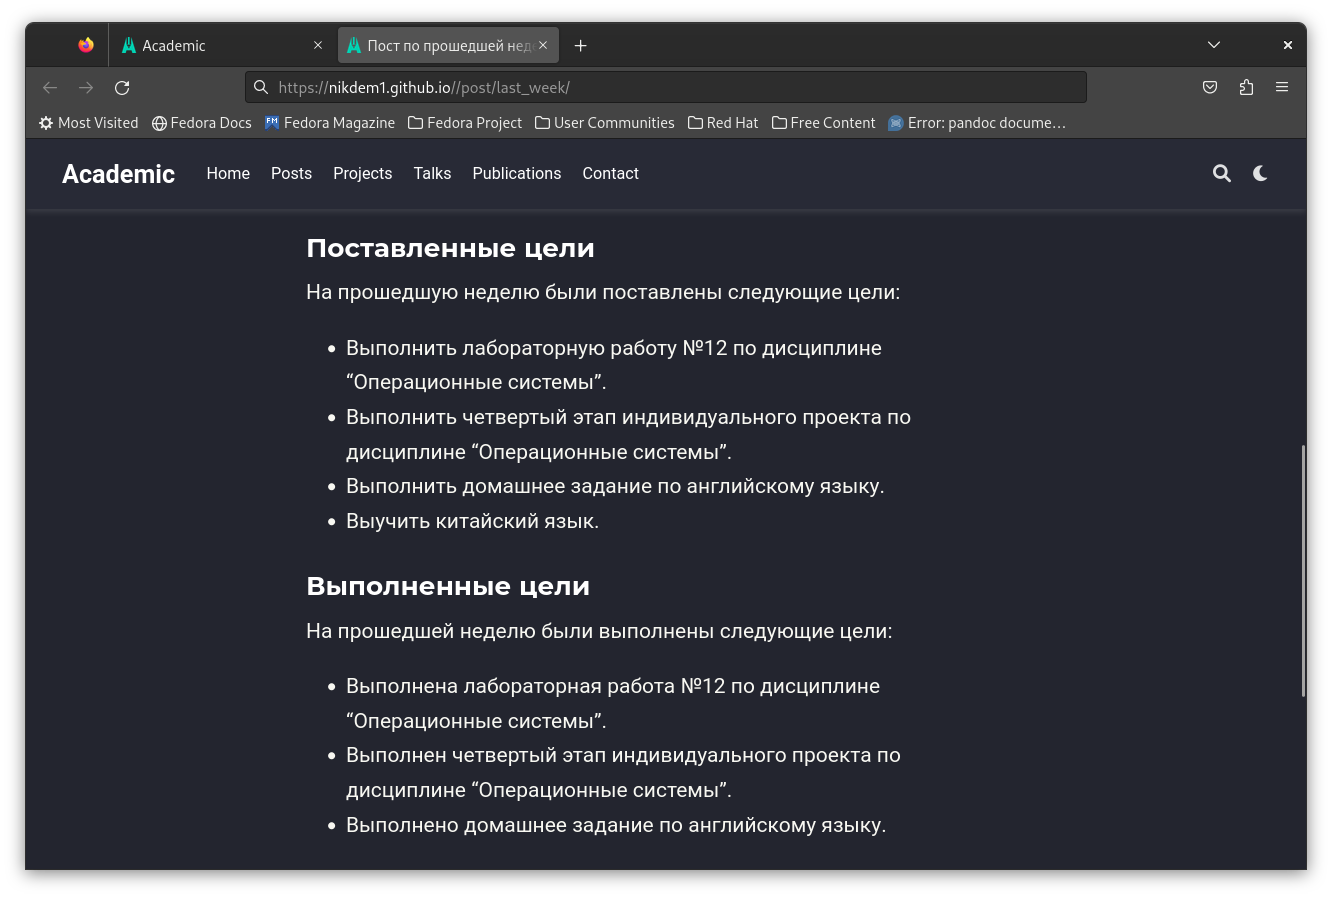 Academic
Пост по прошедшей нед
https://nikdem1.github.io//post/last_week/
Most Visited
Fedora Docs
FM
Fedora Magazine
Fedora Project
User Communities
Red Hat
Free Content
Error: pandoc docume…
Academic
Home
Posts
Projects
Talks
Publications
Contact
Поставленные цели
На прошедшую неделю были поставлены следующие цели:
• Выполнить лабораторную работу №12 по дисциплине
“Операционные системы”.
• Выполнить четвертый этап индивидуального проекта по
дисциплине “Операционные системы”.
• Выполнить домашнее задание по английскому языку.
• Выучить китайский язык.
Выполненные цели
На прошедшей неделю были выполнены следующие цели:
• Выполнена лабораторная работа №12 по дисциплине
“Операционные системы”.
• Выполнен четвертый этап индивидуального проекта по
дисциплине “Операционные системы”.
• Выполнено домашнее задание по английскому языку.